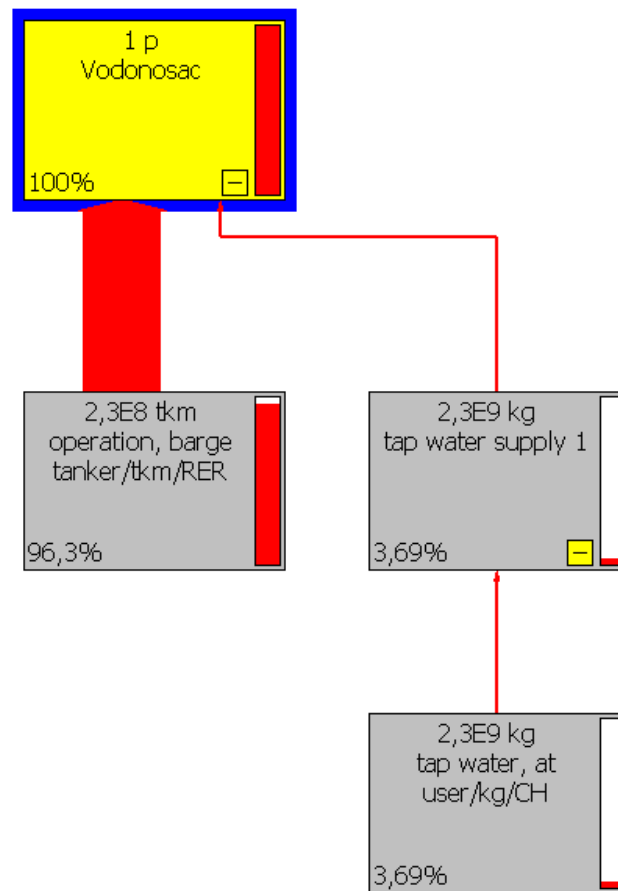 1 p
Vodonosac
100%
2,3E8 tkm
operation, barge
tanker/tkm/RER
96,3%
2,3E9 kg
tap water supply 1
3,69%
2,3E9 kg
tap water, at
user/kg/CH
3,69%